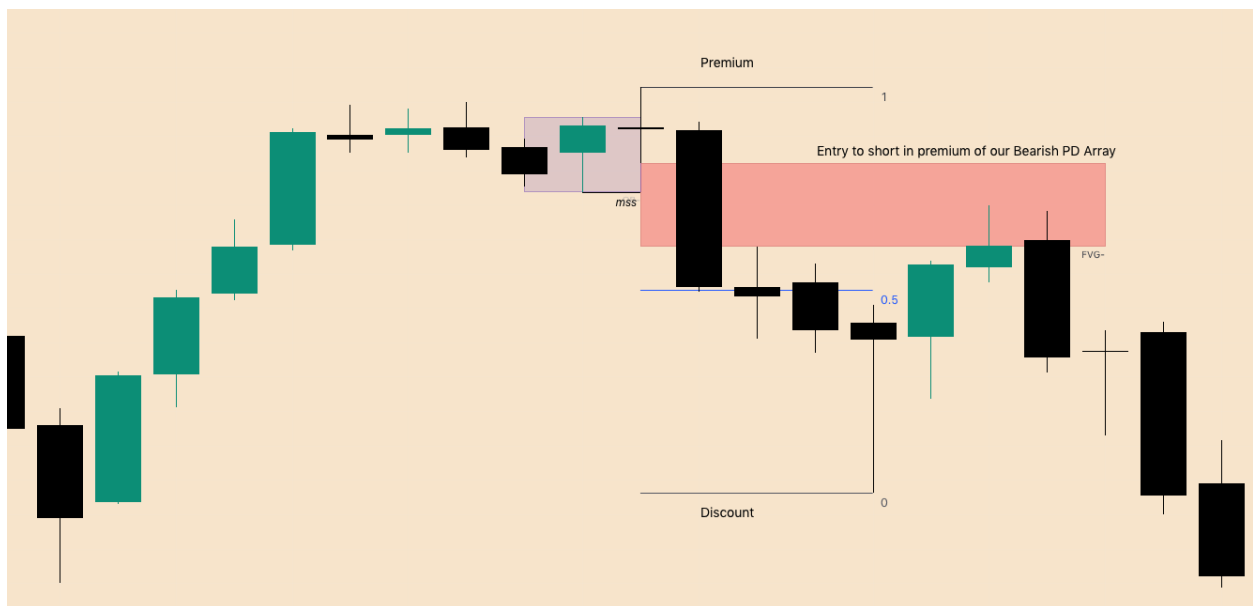 Premium
1
Entry to short in premium of our Bearish PD Array
mss
FVG-
0.5
0
Discount